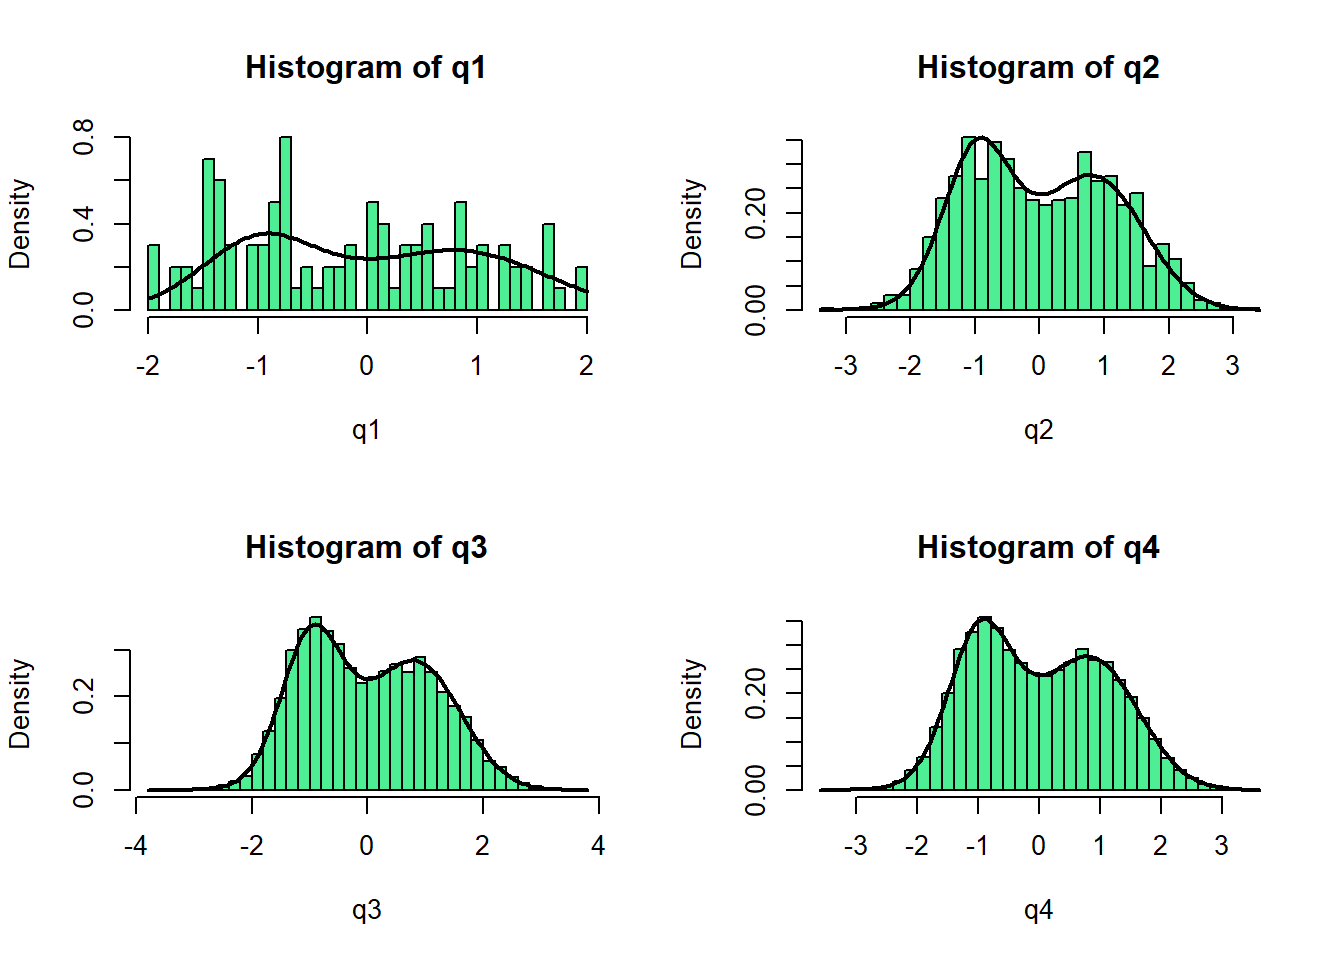 Histogram of q1
Density
0.0 0.4 0.8
-2 -1 0 1 2
q1
Histogram of q2
Density
0.00 0.20
-3 -2 -1 0 1 2 3
q2
Histogram of q3
Density
0.0 0.2
-4 -2 0 2 4
q3
Histogram of q4
Density
0.00 0.20
-3 -2 -1 0 1 2 3
q4